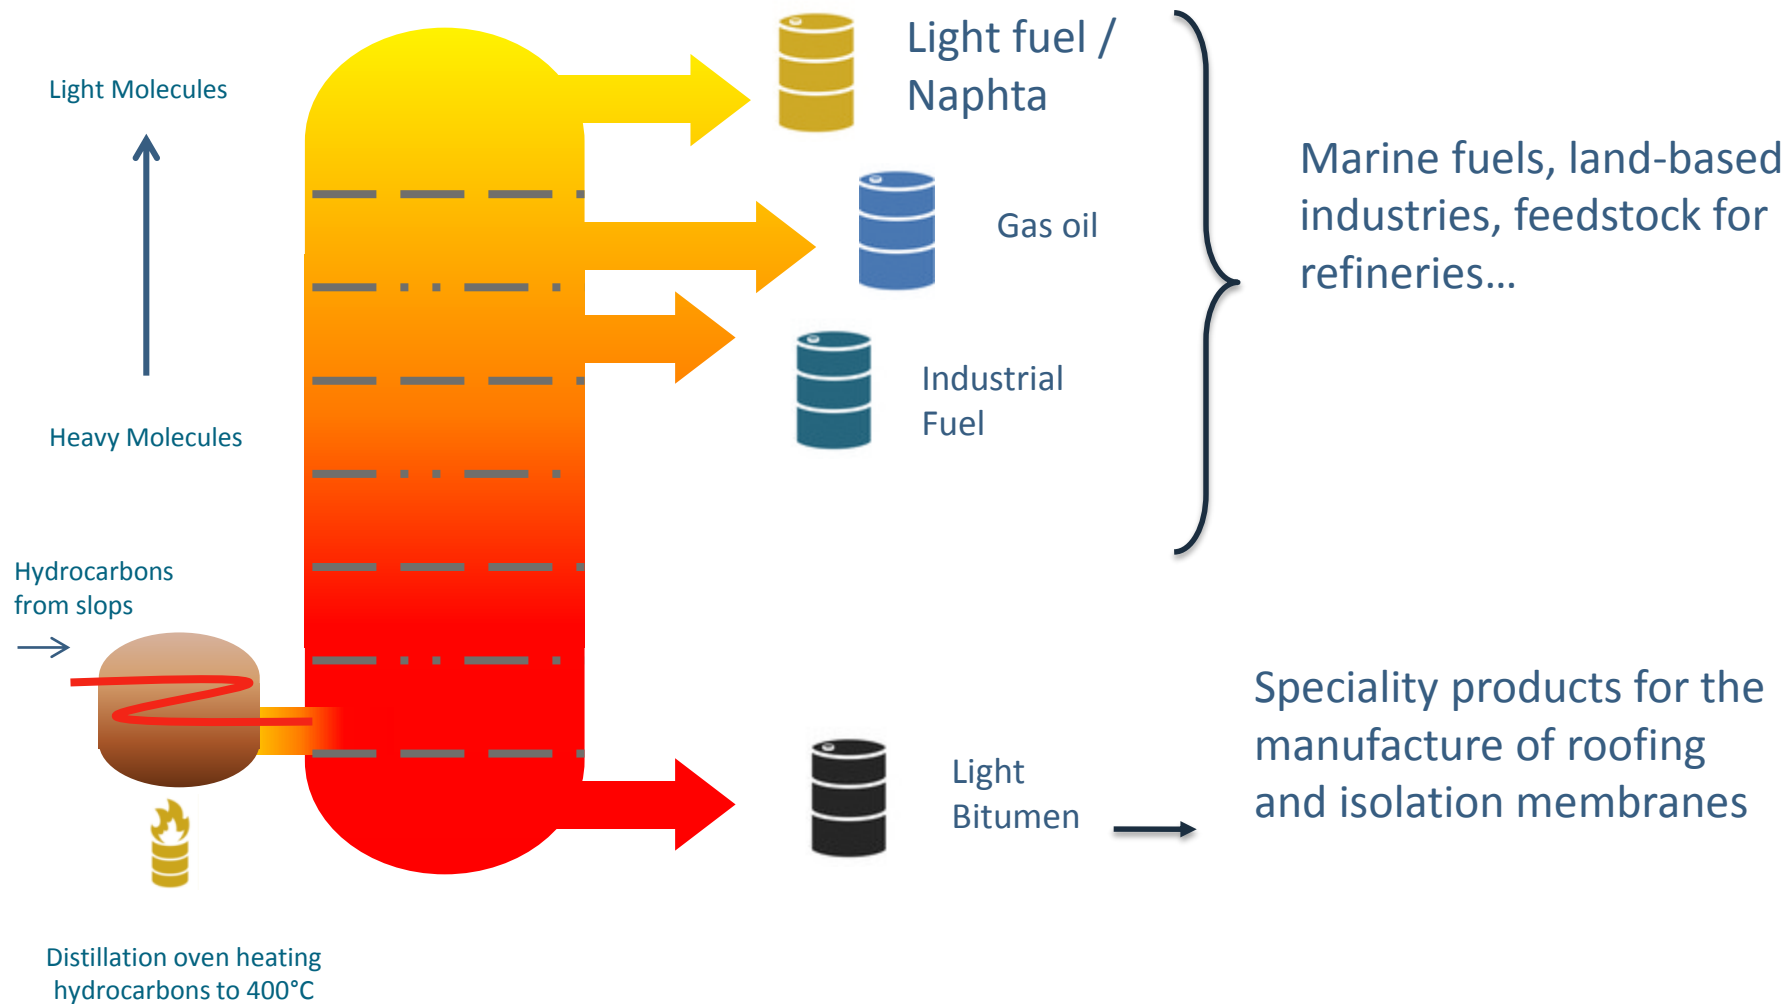 Light Molecules
Heavy Molecules
Hydrocarbons
from slops
Distillation oven heating
hydrocarbons to 400°C
Light fuel /
Naphta
Gas oil
Industrial
Fuel
Light
Bitumen
Marine fuels, land-based
industries, feedstock for
refineries…
Speciality products for the
manufacture of roofing
and isolation membranes